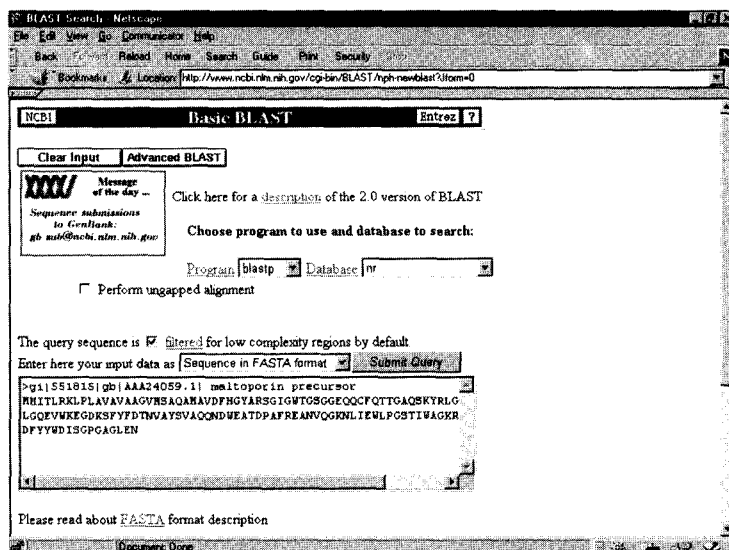 BLAST Search - Netscape
File Edit View Go Communicator Help
Back Forward Reload Home Search Guide Print Security Stop
Bookmarks Location: http://www.ncbi.nlm.nih.gov/cgi-bin/BLAST/nph-newblast?Jform=0
NCBI Basic BLAST Entrez ?
Clear Input Advanced BLAST
Message
of the day ...
Sequence submissions
to GenBank:
gb sub@ncbi.nlm.nih.gov
Click here for a description of the 2.0 version of BLAST
Choose program to use and database to search:
Program blastp Database nr
Perform ungapped alignment
The query sequence is filtered for low complexity regions by default
Enter here your input data as Sequence in FASTA format Submit Query
>gi|551815|gb|AAA24059.1| maltoporin precursor
MMITLRKLPLAVAVAAGVMSAQAMAVDFHGYARSGIGWTGSGGEQQCFQTTGAQSKYRLG
LGQEVWKEGDKSFYFDTNVAYSVAQQNDWEATDPAFREANVQGKNLIEWLPGSTIWAGKR
DFYYWDISGPGAGLEN
Please read about FASTA format description
Document: Done